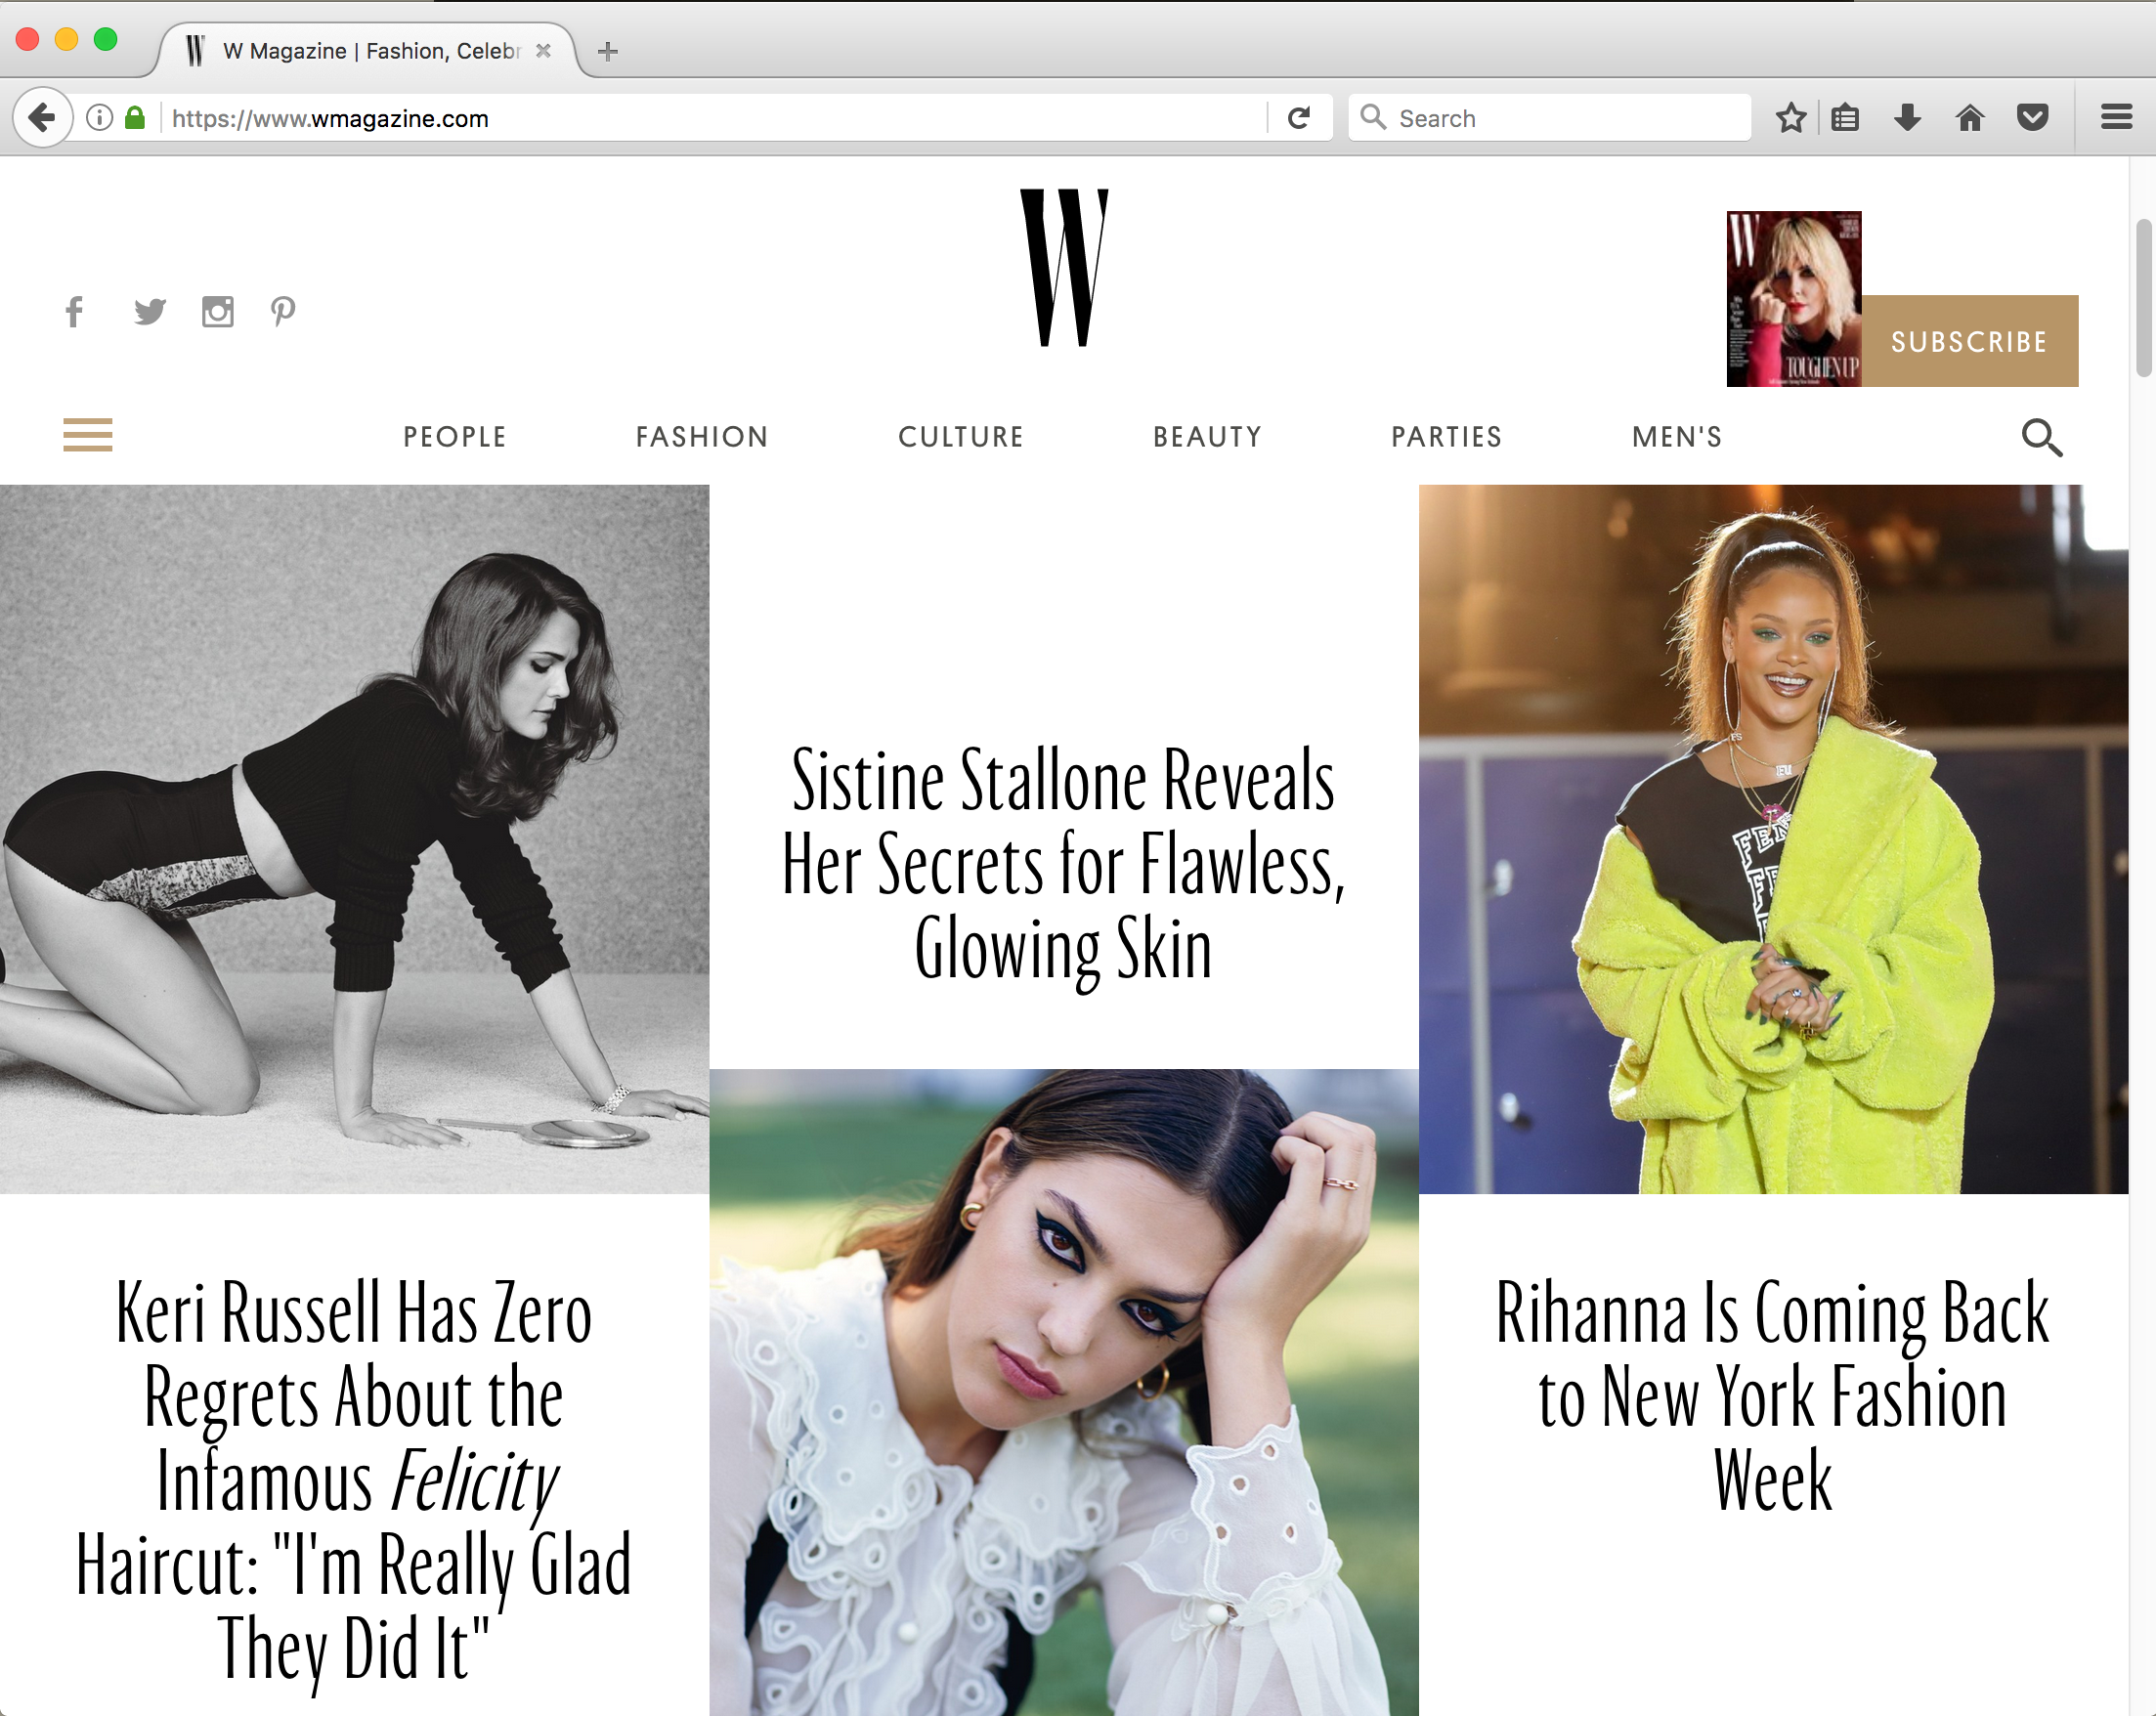 W Magazine | Fashion, Celebr
https://www.wmagazine.com
Search
W
W
TOUGHEN UP
SUBSCRIBE
PEOPLE
FASHION
CULTURE
BEAUTY
PARTIES
MEN'S
Sistine Stallone Reveals
Her Secrets for Flawless,
Glowing Skin
Keri Russell Has Zero
Regrets About the
Infamous Felicity
Haircut: "I'm Really Glad
They Did It"
Rihanna Is Coming Back
to New York Fashion
Week